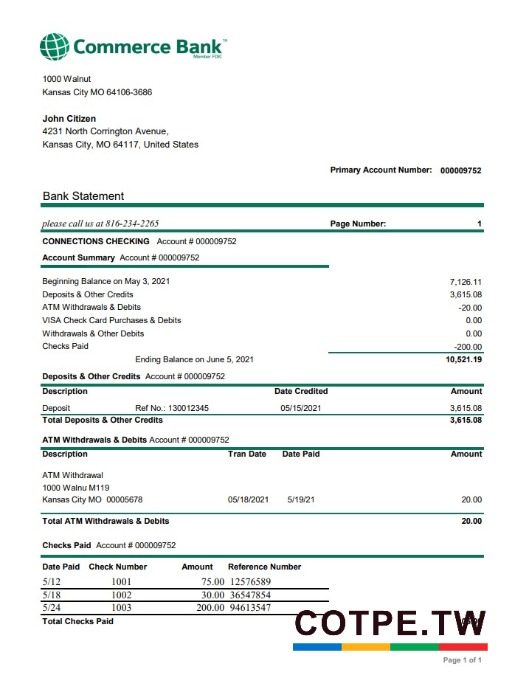 Commerce Bank
Member FDIC
1000 Walnut
Kansas City MO 64106-3686
John Citizen
4231 North Corrington Avenue,
Kansas City, MO 64117, United States
Primary Account Number: 000009752
Bank Statement
please call us at 816-234-2265 Page Number: 1
CONNECTIONS CHECKING Account # 000009752
Account Summary Account # 000009752
Beginning Balance on May 3, 2021 7,126.11
Deposits & Other Credits 3,615.08
ATM Withdrawals & Debits -20.00
VISA Check Card Purchases & Debits 0.00
Withdrawals & Other Debits 0.00
Checks Paid -200.00
Ending Balance on June 5, 2021 10,521.19
Deposits & Other Credits Account # 000009752
Description Date Credited Amount
Deposit Ref No.: 130012345 05/15/2021 3,615.08
Total Deposits & Other Credits 3,615.08
ATM Withdrawals & Debits Account # 000009752
Description Tran Date Date Paid Amount
ATM Withdrawal
1000 Walnu M119
Kansas City MO 00005678 05/18/2021 5/19/21 20.00
Total ATM Withdrawals & Debits 20.00
Checks Paid Account # 000009752
Date Paid Check Number Amount Reference Number
5/12 1001 75.00 12576589
5/18 1002 30.00 36547854
5/24 1003 200.00 94613547
Total Checks Paid
COTPE.TW
Page 1 of 1